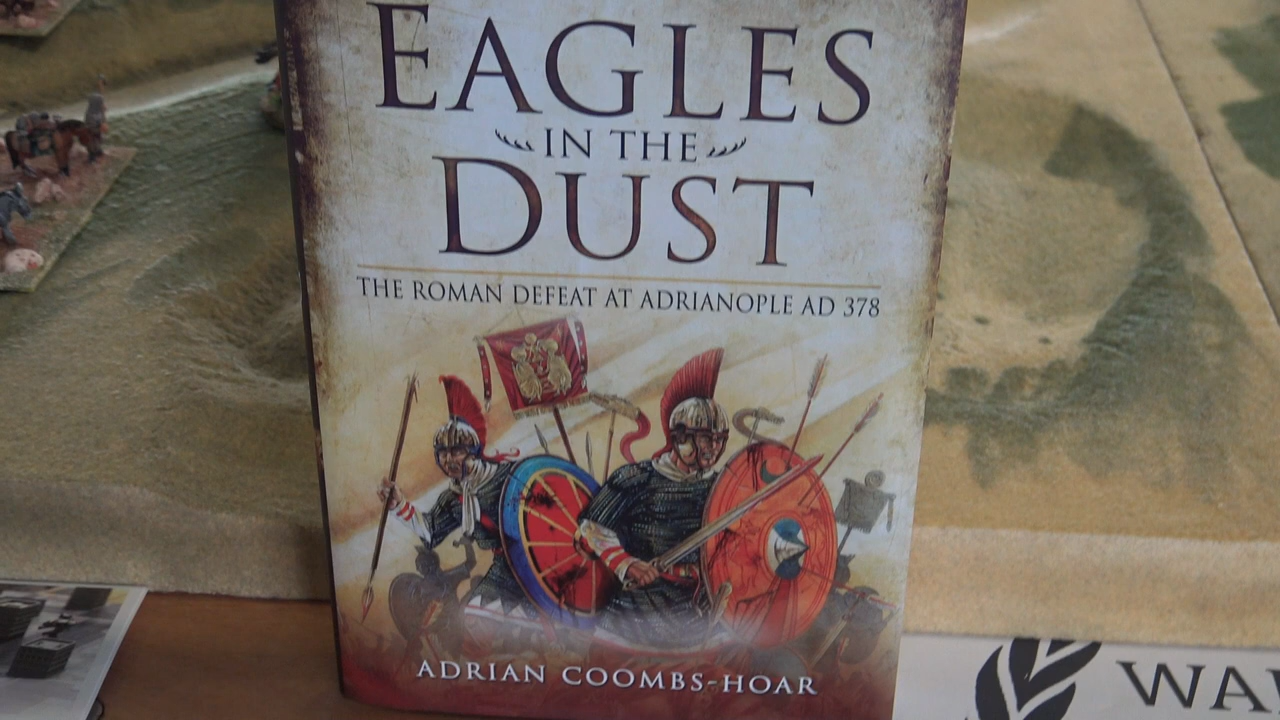 EAGLES
IN THE
DUST
THE ROMAN DEFEAT AT ADRIANOPLE AD 378
ADRIAN COOMBS-HOAR